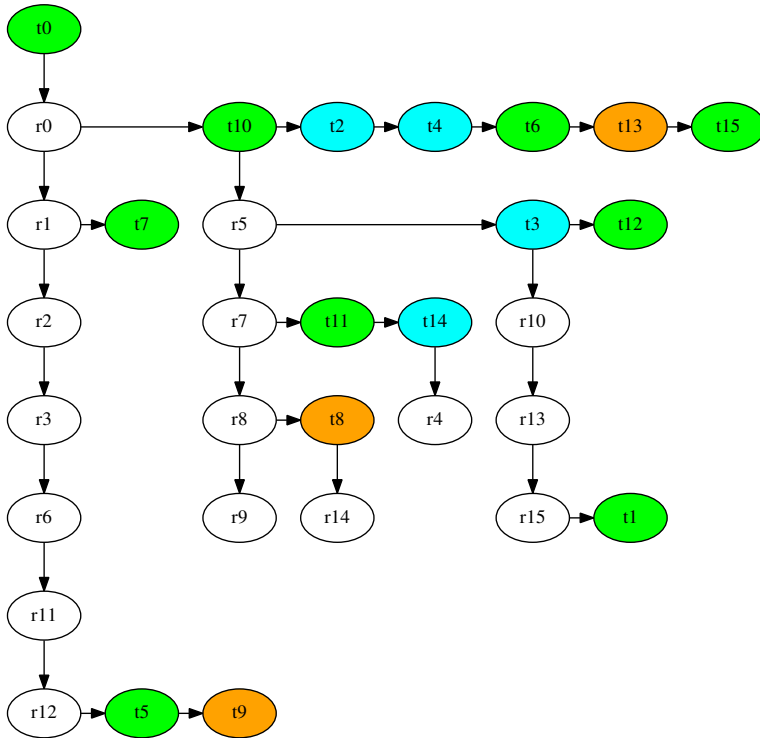 t0
r0 t10 t2 t4 t6 t13 t15
r1 t7 r5 t3 t12
r2 r7 t11 t14 r10
r3 r8 t8 r4 r13
r6 r9 r14 r15 t1
r11
r12 t5 t9